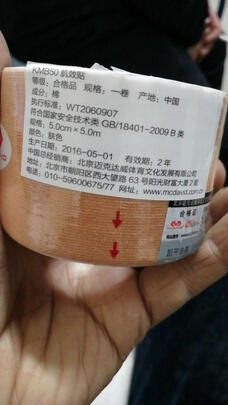 KMB50 肌效贴
等级：合格品 规格：一卷 产地：中国
成分：棉
执行标准：WT2060907
符合国家安全技术类 GB/18401-2009 B 类
规格：5.0cm×5.0m
颜色：肤色
生产日期：2016-05-01 有效期：2年
中国总经销商：北京迈克达威体育文化发展有限公司
地址：北京市朝阳区西大望路 63 号阳光财富大厦 2 层
电话：010-59600675/77 网址：www.mcdavid.com.cn
合格证